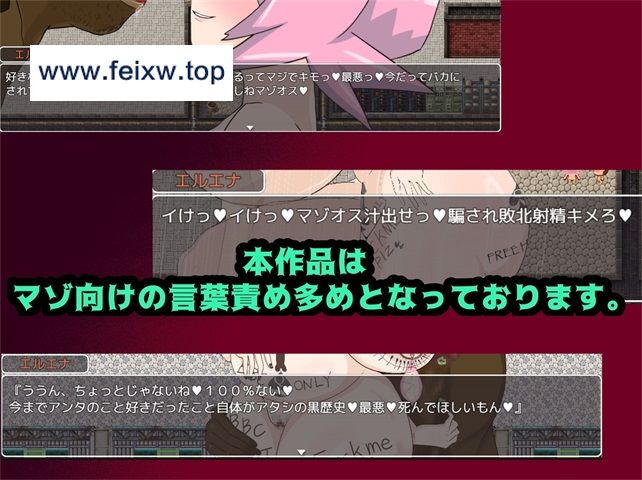 エルエナ
www.feixw.top
好き
るってマジでキモっ♥最悪っ♥今だってバカに
され
しねマゾオス♥
エルエナ
イけっ♥イけっ♥マゾオス汁出せっ♥騙され敗北射精キメろ♥
本作品は
マゾ向けの言葉責め多めとなっております。
エルエナ
『ううん、ちょっとじゃないね♥１００％ない♥
今までアンタのこと好きだったこと自体がアタシの黒歴史♥最悪♥死んでほしいもん♥』
ONLY
BBC
me